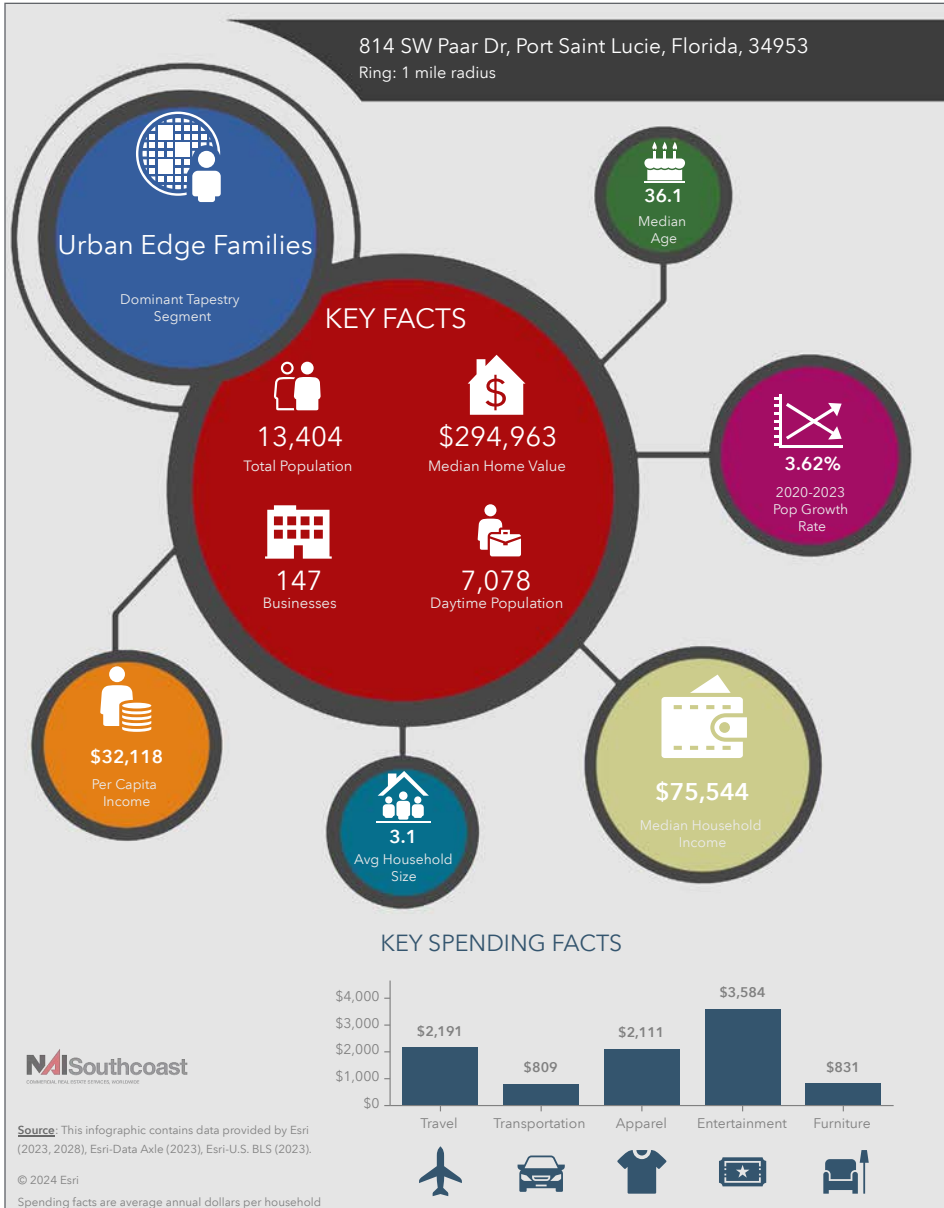 814 SW Paar Dr, Port Saint Lucie, Florida, 34953
Ring: 1 mile radius
Urban Edge Families
Dominant Tapestry
Segment
36.1
Median
Age
KEY FACTS
13,404
Total Population
$294,963
Median Home Value
147
Businesses
7,078
Daytime Population
3.62%
2020-2023
Pop Growth
Rate
$32,118
Per Capita
Income
3.1
Avg Household
Size
$75,544
Median Household
Income
KEY SPENDING FACTS
$4,000
$3,000
$2,000
$1,000
$0
$2,191
$809
$2,111
$3,584
$831
Travel
Transportation
Apparel
Entertainment
Furniture
NAISouthcoast
COMMERCIAL REAL ESTATE SERVICES, WORLDWIDE
Source: This infographic contains data provided by Esri
(2023, 2028), Esri-Data Axle (2023), Esri-U.S. BLS (2023).
© 2024 Esri
Spending facts are average annual dollars per household